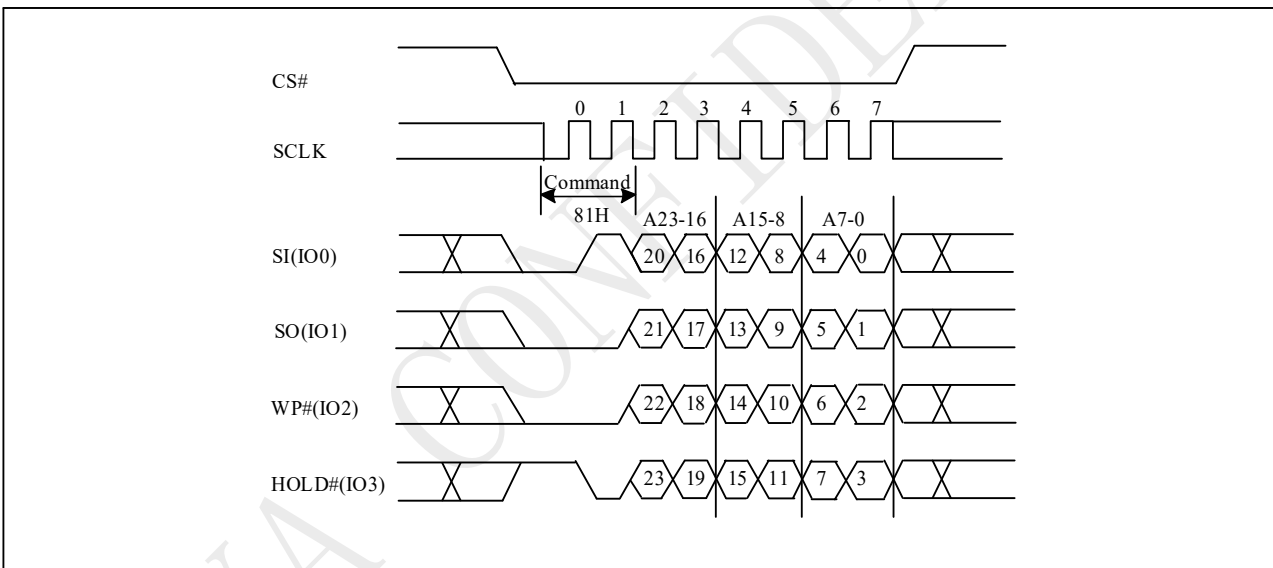 CS#
0 1 2 3 4 5 6 7
SCLK
Command
81H A23-16 A15-8 A7-0
SI(IO0) 20 16 12 8 4 0
SO(IO1) 21 17 13 9 5 1
WP#(IO2) 22 18 14 10 6 2
HOLD#(IO3) 23 19 15 11 7 3